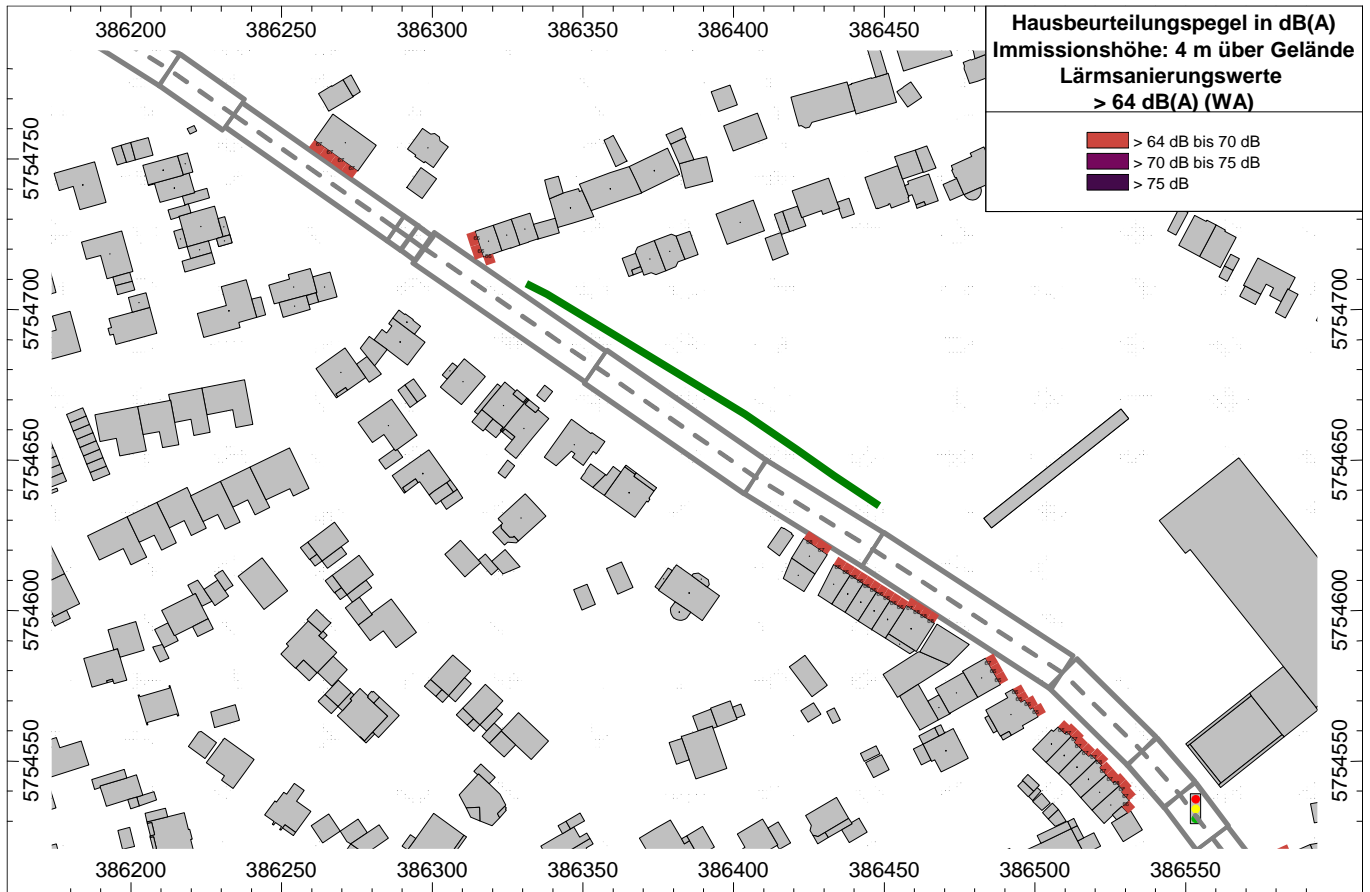 386200 386250 386300 386350 386400 386450
Hausbeurteilungspegel in dB(A)
Immissionshöhe: 4 m über Gelände
Lärmsanierungswerte
> 64 dB(A) (WA)
> 64 dB bis 70 dB
> 70 dB bis 75 dB
> 75 dB
5754750
5754700 5754700
5754650 5754650
5754600 5754600
5754550 5754550
386200 386250 386300 386350 386400 386450 386500 386550